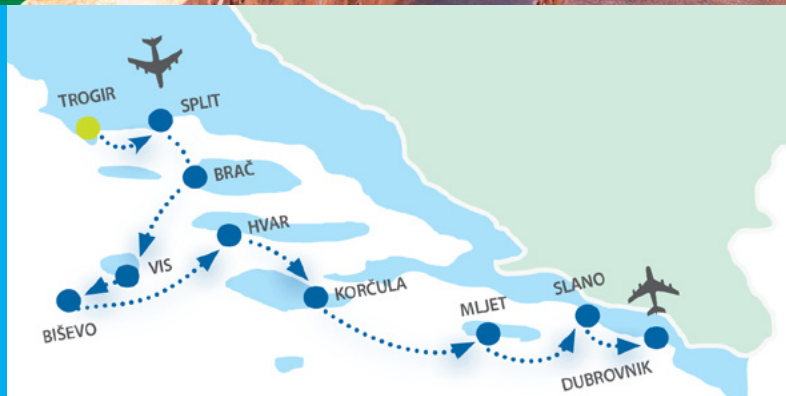 TROGIR
SPLIT
BRAČ
HVAR
VIS
BIŠEVO
KORČULA
MLJET
SLANO
DUBROVNIK